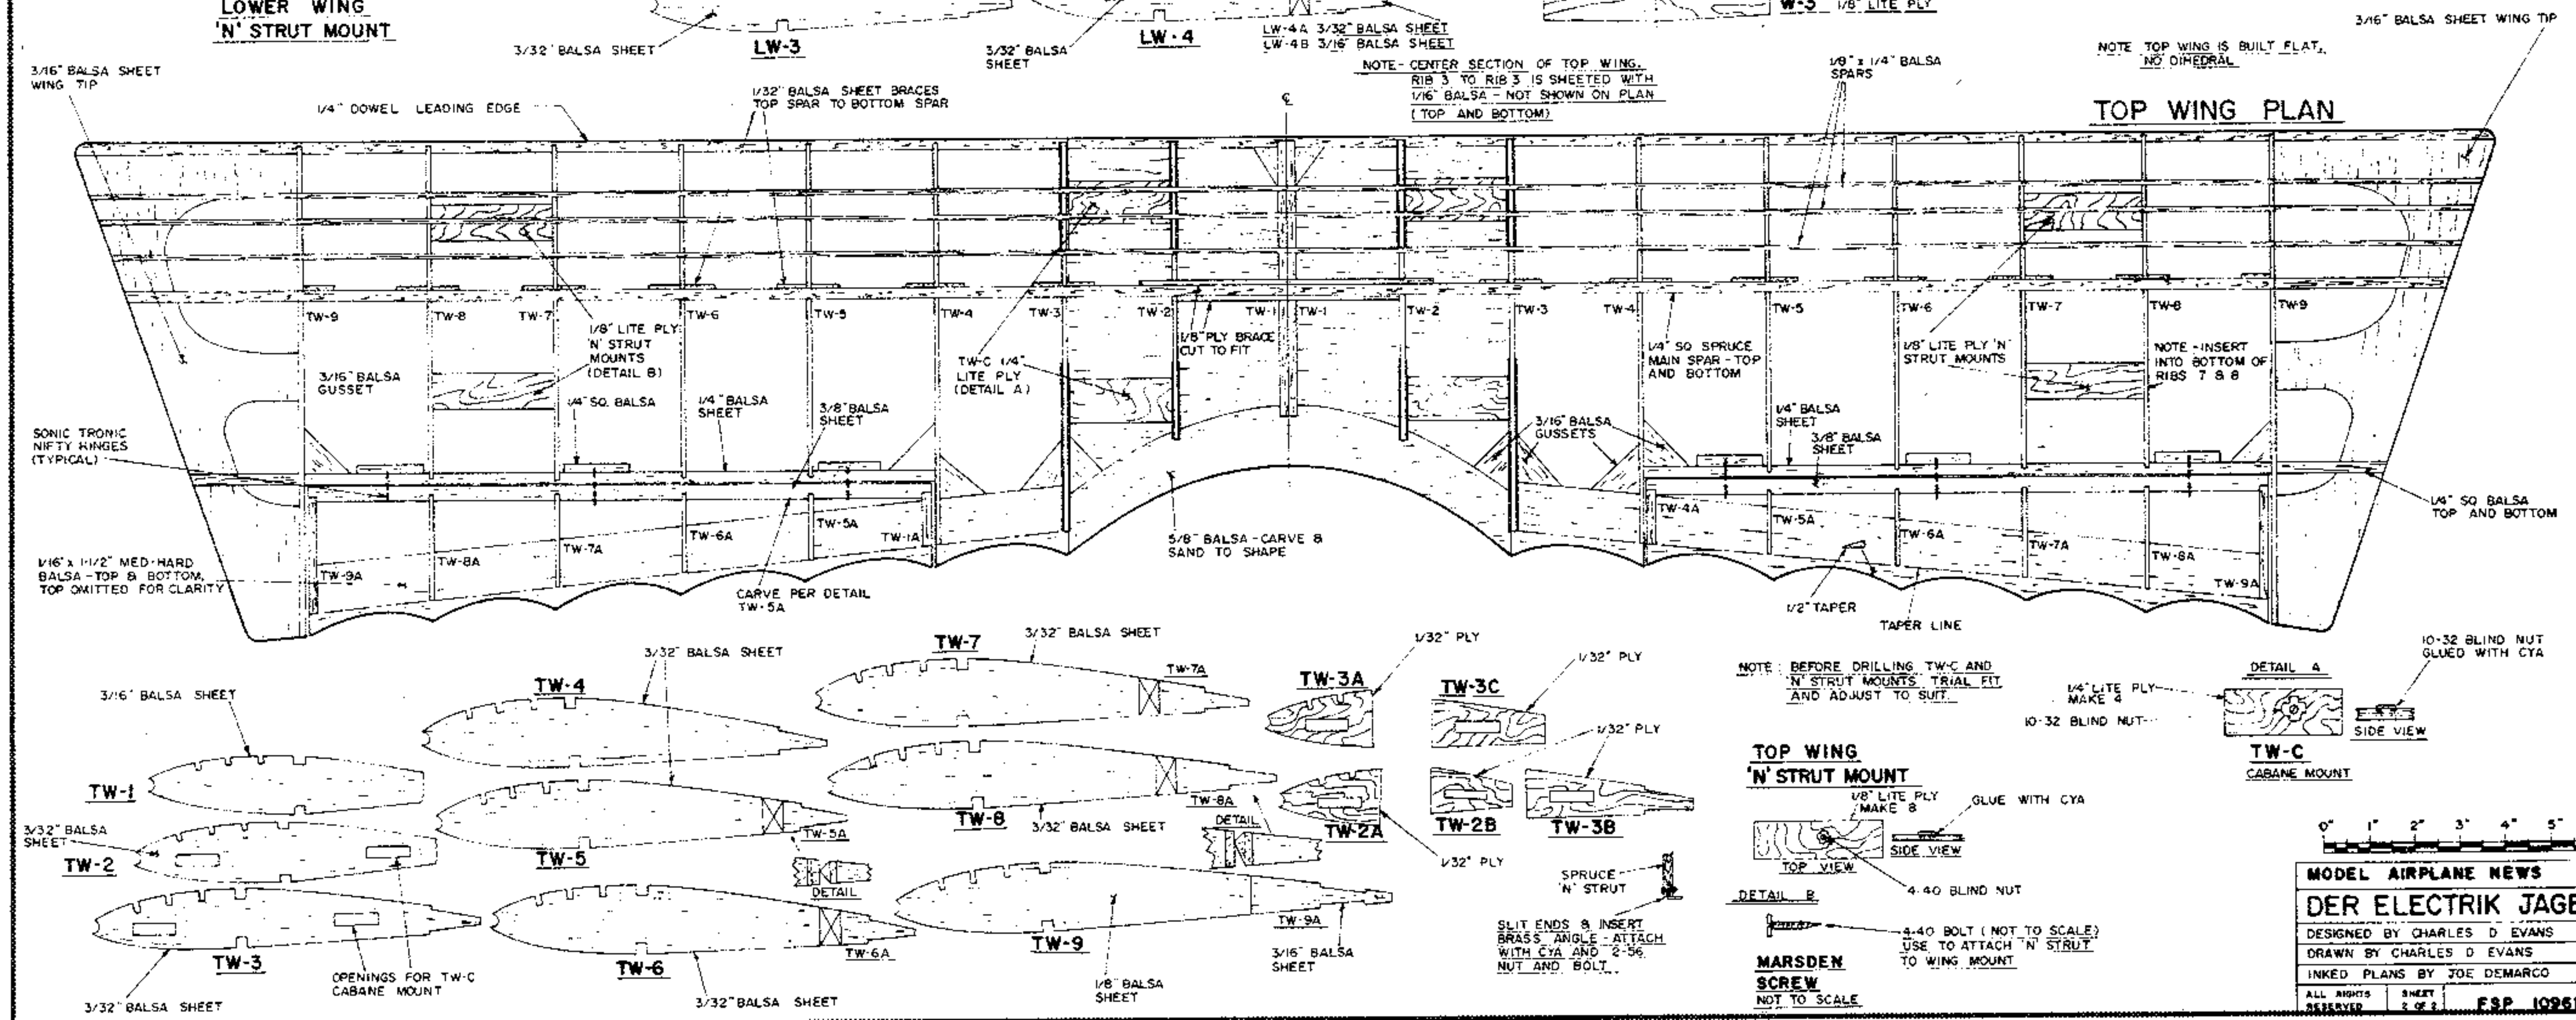 LOWER WING
'N' STRUT MOUNT
3/32" BALSA SHEET
LW-3
3/32" BALSA
SHEET
LW-4
LW-4A 3/32" BALSA SHEET
LW-4B 3/16" BALSA SHEET
W-3 1/8" LITE PLY
3/16" BALSA SHEET WING TIP
NOTE TOP WING IS BUILT FLAT,
NO DIHEDRAL
3/16" BALSA SHEET
WING TIP
1/4" DOWEL LEADING EDGE
1/32" BALSA SHEET BRACES
TOP SPAR TO BOTTOM SPAR
NOTE- CENTER SECTION OF TOP WING.
RIB 3 TO RIB 3 IS SHEETED WITH
1/16" BALSA - NOT SHOWN ON PLAN
(TOP AND BOTTOM)
1/8" x 1/4" BALSA
SPARS
TOP WING PLAN
TW-9
TW-8
TW-7
TW-6
TW-5
TW-4
TW-3
TW-2
TW-1
TW-1
TW-2
TW-3
TW-4
TW-5
TW-6
TW-7
TW-8
TW-9
1/8" LITE PLY
'N' STRUT
MOUNTS
(DETAIL B)
TW-C 1/4"
LITE PLY
(DETAIL A)
1/8" PLY BRACE
CUT TO FIT
1/4" SQ SPRUCE
MAIN SPAR - TOP
AND BOTTOM
1/8" LITE PLY 'N'
STRUT MOUNTS
NOTE - INSERT
INTO BOTTOM OF
RIBS 7 & 8
3/16" BALSA
GUSSET
1/4" SQ. BALSA
1/4" BALSA
SHEET
3/8" BALSA
SHEET
3/16" BALSA
GUSSETS
1/4" BALSA
SHEET
3/8" BALSA
SHEET
SONIC TRONIC
NIFTY HINGES
(TYPICAL)
1/4" SQ BALSA
TOP AND BOTTOM
1/16" x 1-1/2" MED-HARD
BALSA - TOP & BOTTOM,
TOP OMITTED FOR CLARITY
TW-9A
TW-8A
TW-7A
TW-6A
TW-5A
TW-1A
TW-4A
TW-5A
TW-6A
TW-7A
TW-8A
TW-9A
CARVE PER DETAIL
TW-5A
5/8" BALSA - CARVE &
SAND TO SHAPE
1/2" TAPER
TAPER LINE
3/16" BALSA SHEET
TW-1
3/32" BALSA
SHEET
TW-2
TW-3
3/32" BALSA SHEET
OPENINGS FOR TW-C
CABANE MOUNT
TW-4
3/32" BALSA SHEET
TW-5
TW-5A
DETAIL
TW-6
TW-6A
3/32" BALSA SHEET
TW-7
3/32" BALSA SHEET
TW-7A
TW-8
TW-8A
3/32" BALSA SHEET
DETAIL
TW-9
TW-9A
1/8" BALSA
SHEET
3/16" BALSA
SHEET
TW-3A
1/32" PLY
TW-3C
1/32" PLY
TW-2A
1/32" PLY
TW-2B
TW-3B
1/32" PLY
SPRUCE
'N' STRUT
SLIT ENDS & INSERT
BRASS ANGLE - ATTACH
WITH CYA AND 2-56
NUT AND BOLT
NOTE: BEFORE DRILLING TW-C AND
'N' STRUT MOUNTS TRIAL FIT
AND ADJUST TO SUIT
TOP WING
'N' STRUT MOUNT
1/8" LITE PLY
MAKE 8
GLUE WITH CYA
TOP VIEW
SIDE VIEW
4-40 BLIND NUT
DETAIL B
4-40 BOLT (NOT TO SCALE)
USE TO ATTACH 'N' STRUT
TO WING MOUNT
MARSDEN
SCREW
NOT TO SCALE
DETAIL A
10-32 BLIND NUT
GLUED WITH CYA
1/4" LITE PLY
MAKE 4
10-32 BLIND NUT
SIDE VIEW
TW-C
CABANE MOUNT
0" 1" 2" 3" 4" 5"
MODEL AIRPLANE NEWS
DER ELECTRIK JAGE
DESIGNED BY CHARLES D EVANS
DRAWN BY CHARLES D EVANS
INKED PLANS BY JOE DEMARCO
ALL RIGHTS
RESERVED
SHEET
2 OF 2
FSP 1096